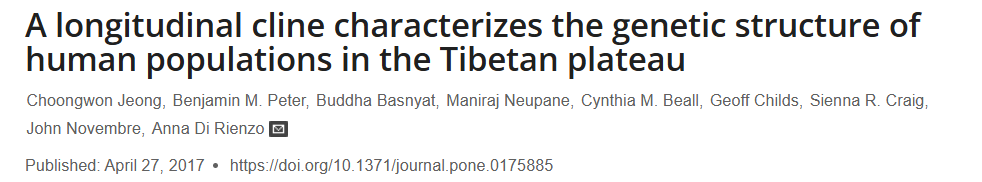 A longitudinal cline characterizes the genetic structure of
human populations in the Tibetan plateau
Choongwon Jeong, Benjamin M. Peter, Buddha Basnyat, Maniraj Neupane, Cynthia M. Beall, Geoff Childs, Sienna R. Craig,
John Novembre, Anna Di Rienzo
Published: April 27, 2017 • https://doi.org/10.1371/journal.pone.0175885